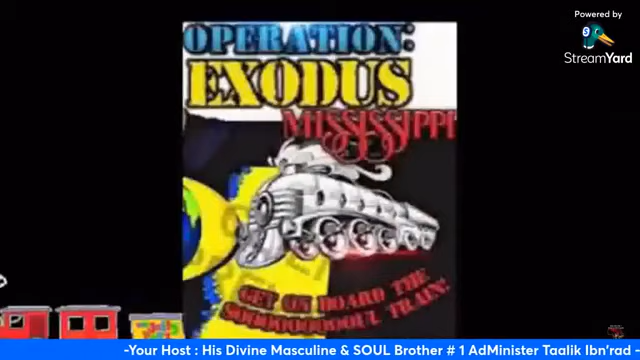 Powered by
StreamYard
OPERATION:
EXODUS
MISSISSIPPI
GET ON BOARD THE
SOOOOOOOOOUL TRAIN!
-Your Host : His Divine Masculine & SOUL Brother # 1 AdMinister Taalik Ibn'rad -